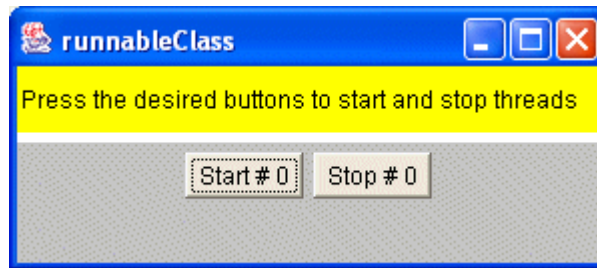 runnableClass
Press the desired buttons to start and stop threads
Start # 0 Stop # 0